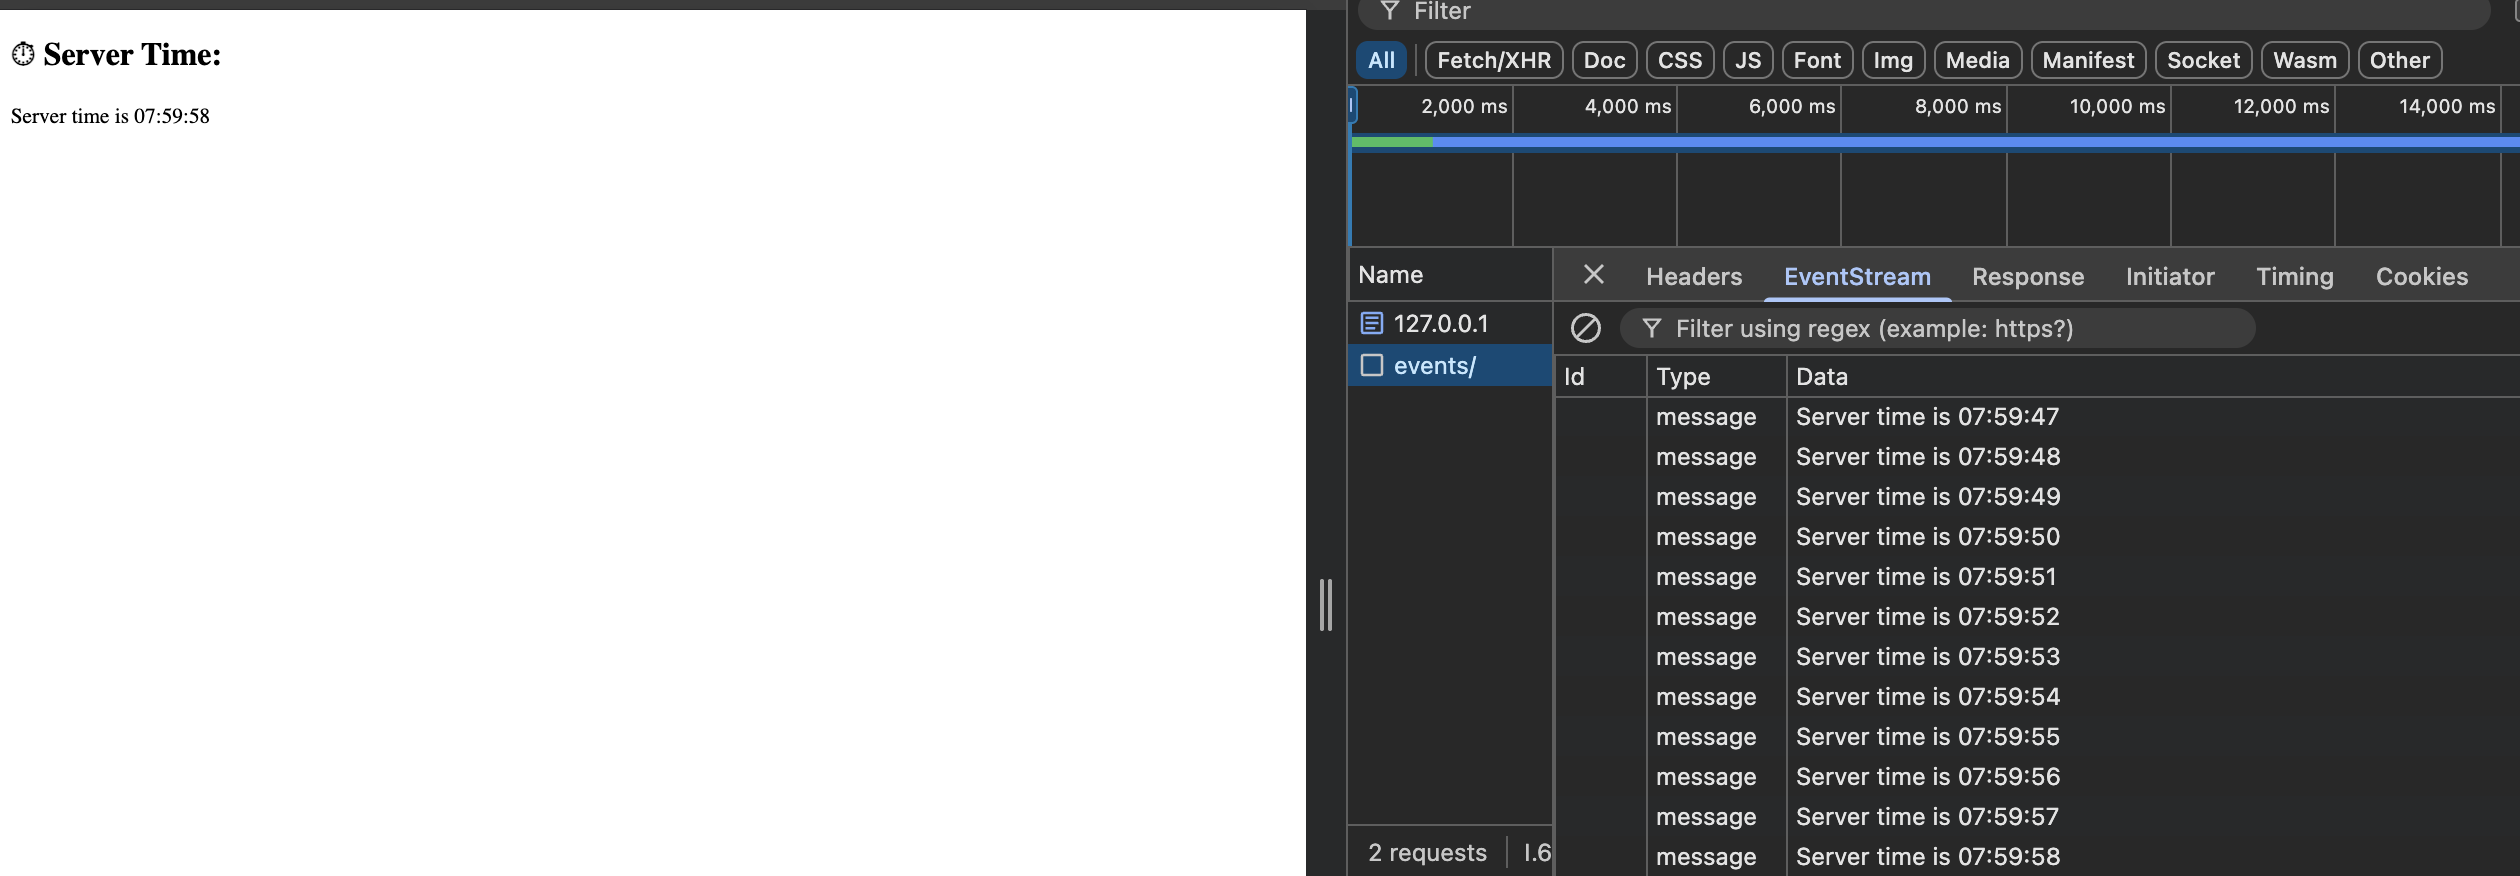 ⏱ Server Time:
Server time is 07:59:58
Filter
All Fetch/XHR Doc CSS JS Font Img Media Manifest Socket Wasm Other
2,000 ms 4,000 ms 6,000 ms 8,000 ms 10,000 ms 12,000 ms 14,000 ms
Name
127.0.0.1
events/
2 requests
Headers EventStream Response Initiator Timing Cookies
Filter using regex (example: https?)
Id Type Data
message Server time is 07:59:47
message Server time is 07:59:48
message Server time is 07:59:49
message Server time is 07:59:50
message Server time is 07:59:51
message Server time is 07:59:52
message Server time is 07:59:53
message Server time is 07:59:54
message Server time is 07:59:55
message Server time is 07:59:56
message Server time is 07:59:57
message Server time is 07:59:58